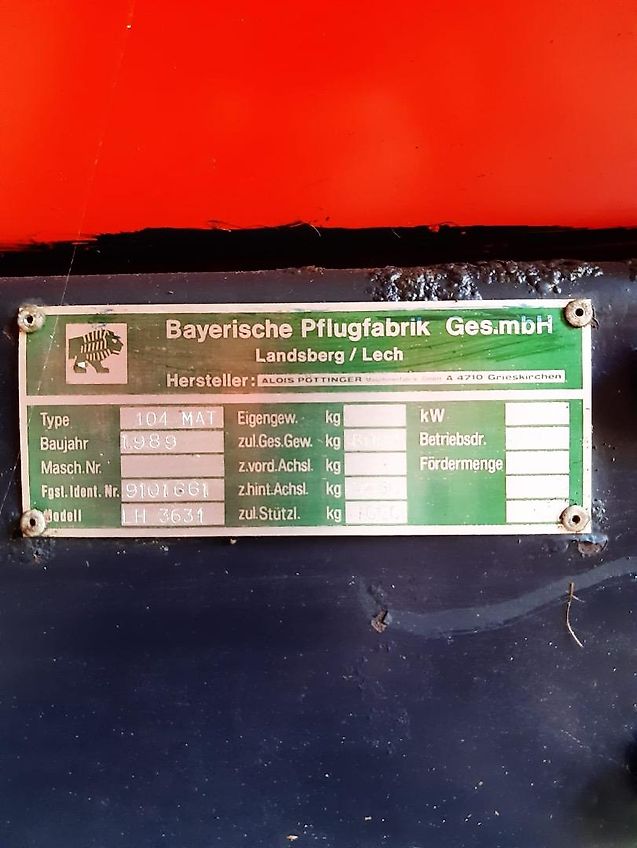 Bayerische Pflugfabrik Ges.mbH
Landsberg / Lech
Hersteller: ALOIS PÖTTINGER A 4710 Grieskirchen
Type 104 MAT Eigengew. kg kW
Baujahr 1989 zul.Ges.Gew. kg Betriebsdr.
Masch.Nr. z.vord.Achsl. kg Fördermenge
Fgst.Ident.Nr. 9101661 z.hint.Achsl. kg
Modell LH 3631 zul.Stützl. kg